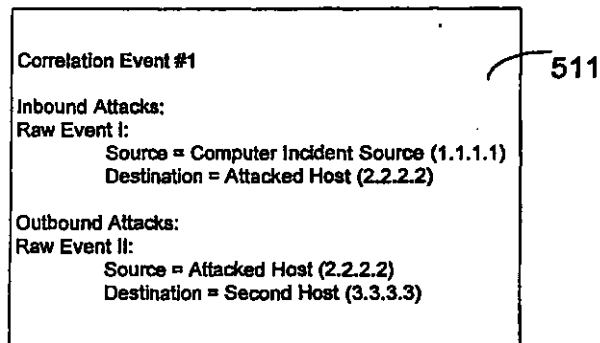 Correlation Event #1
511
Inbound Attacks:
Raw Event I:
Source = Computer Incident Source (1.1.1.1)
Destination = Attacked Host (2.2.2.2)
Outbound Attacks:
Raw Event II:
Source = Attacked Host (2.2.2.2)
Destination = Second Host (3.3.3.3)